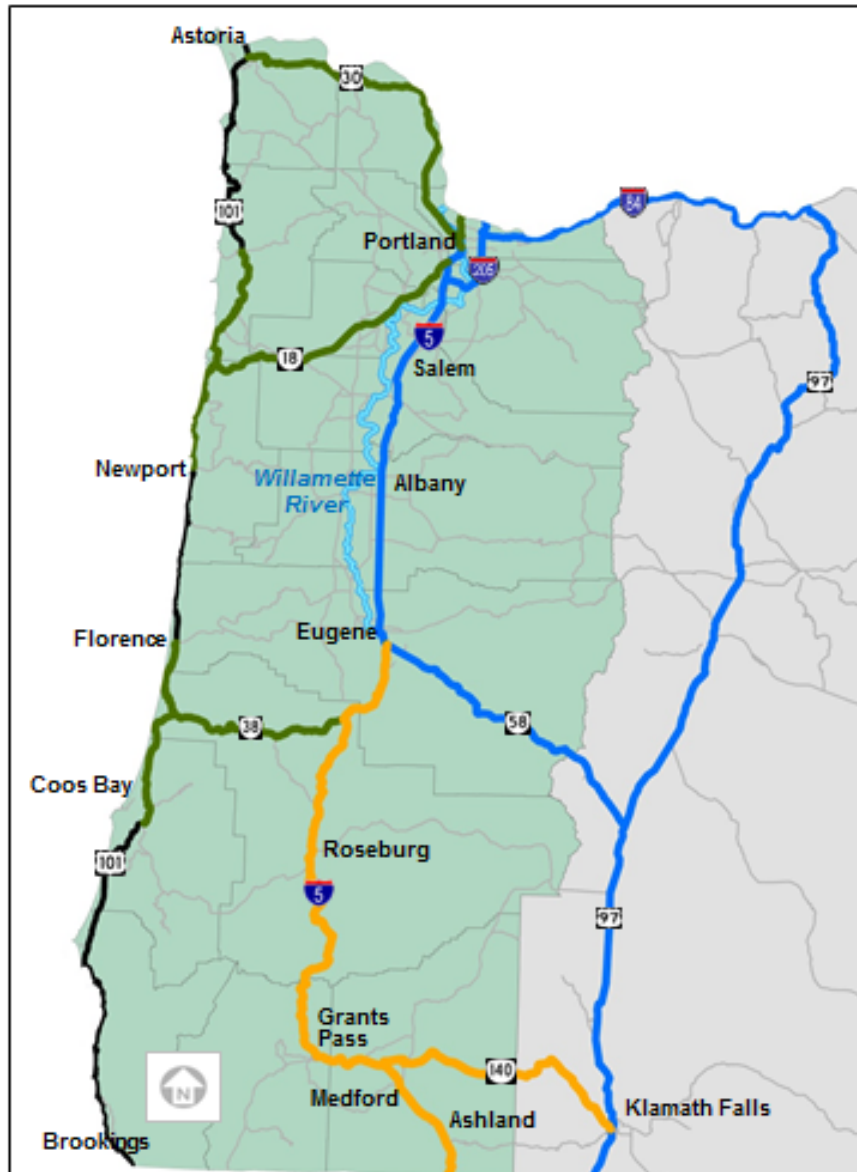 Astoria
30
101
84
Portland
205
5
18
Salem
97
Newport
Willamette
River
Albany
Florence
Eugene
58
38
Coos Bay
Roseburg
101
5
97
Grants
Pass
140
Medford
Ashland
Klamath Falls
N
Brookings